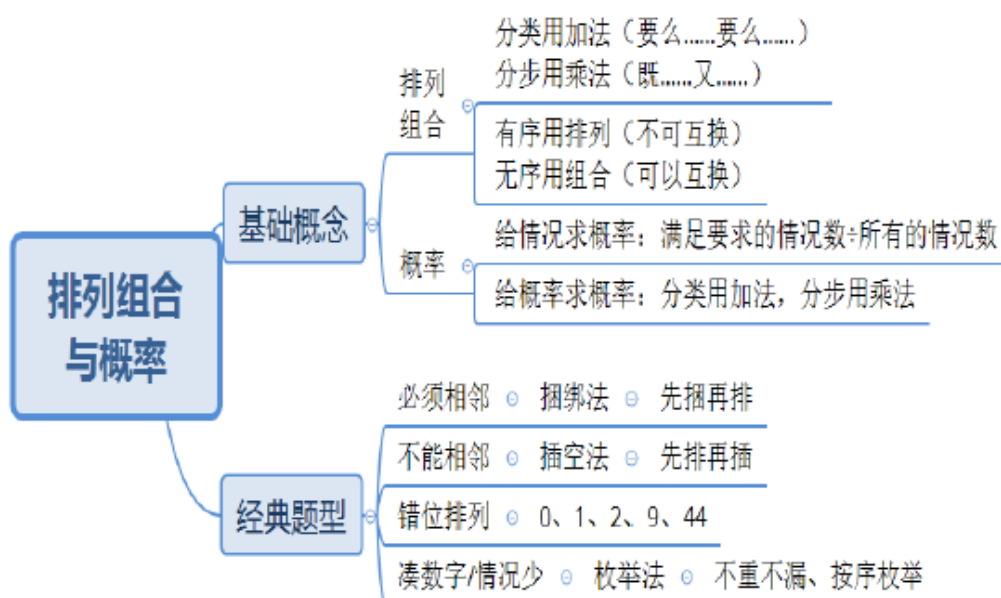 排列组合
与概率
基础概念
排列
组合
分类用加法（要么……要么……）
分步用乘法（既……又……）
有序用排列（不可互换）
无序用组合（可以互换）
概率
给情况求概率：满足要求的情况数÷所有的情况数
给概率求概率：分类用加法，分步用乘法
经典题型
必须相邻 捆绑法 先捆再排
不能相邻 插空法 先排再插
错位排列 0、1、2、9、44
凑数字/情况少 枚举法 不重不漏、按序枚举